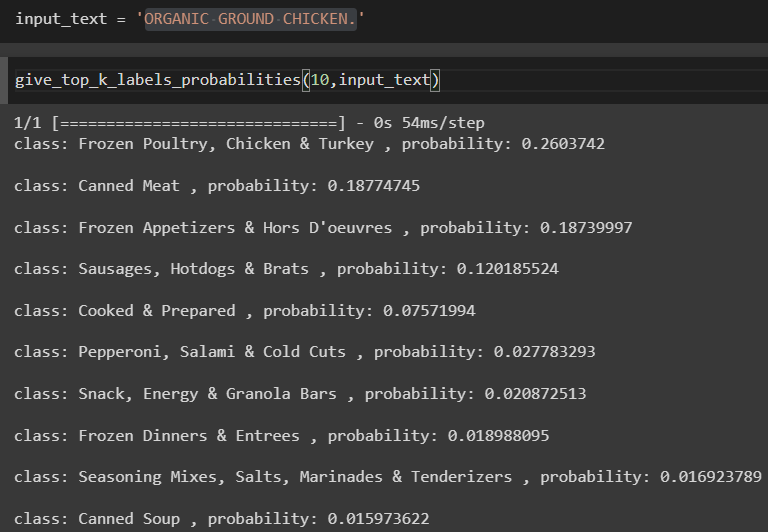 input_text = 'ORGANIC GROUND CHICKEN.'
give_top_k_labels_probabilities(10,input_text)
1/1 [==============================] - 0s 54ms/step
class: Frozen Poultry, Chicken & Turkey , probability: 0.2603742
class: Canned Meat , probability: 0.18774745
class: Frozen Appetizers & Hors D'oeuvres , probability: 0.18739997
class: Sausages, Hotdogs & Brats , probability: 0.120185524
class: Cooked & Prepared , probability: 0.07571994
class: Pepperoni, Salami & Cold Cuts , probability: 0.027783293
class: Snack, Energy & Granola Bars , probability: 0.020872513
class: Frozen Dinners & Entrees , probability: 0.018988095
class: Seasoning Mixes, Salts, Marinades & Tenderizers , probability: 0.016923789
class: Canned Soup , probability: 0.015973622